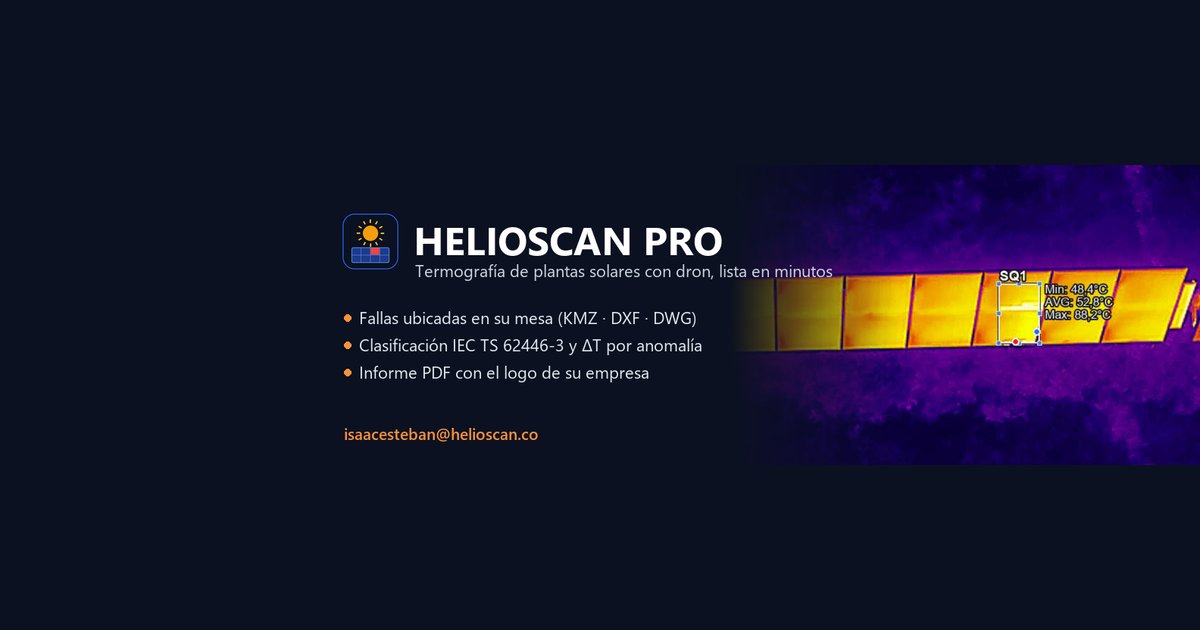 HELIOSCAN PRO
Termografía de plantas solares con dron, lista en minutos
Fallas ubicadas en su mesa (KMZ · DXF · DWG)
Clasificación IEC TS 62446-3 y ΔT por anomalía
Informe PDF con el logo de su empresa
isaacesteban@helioscan.co
SQ1
Min: 48,4°C
AVG: 52,8°C
Max: 88,2°C